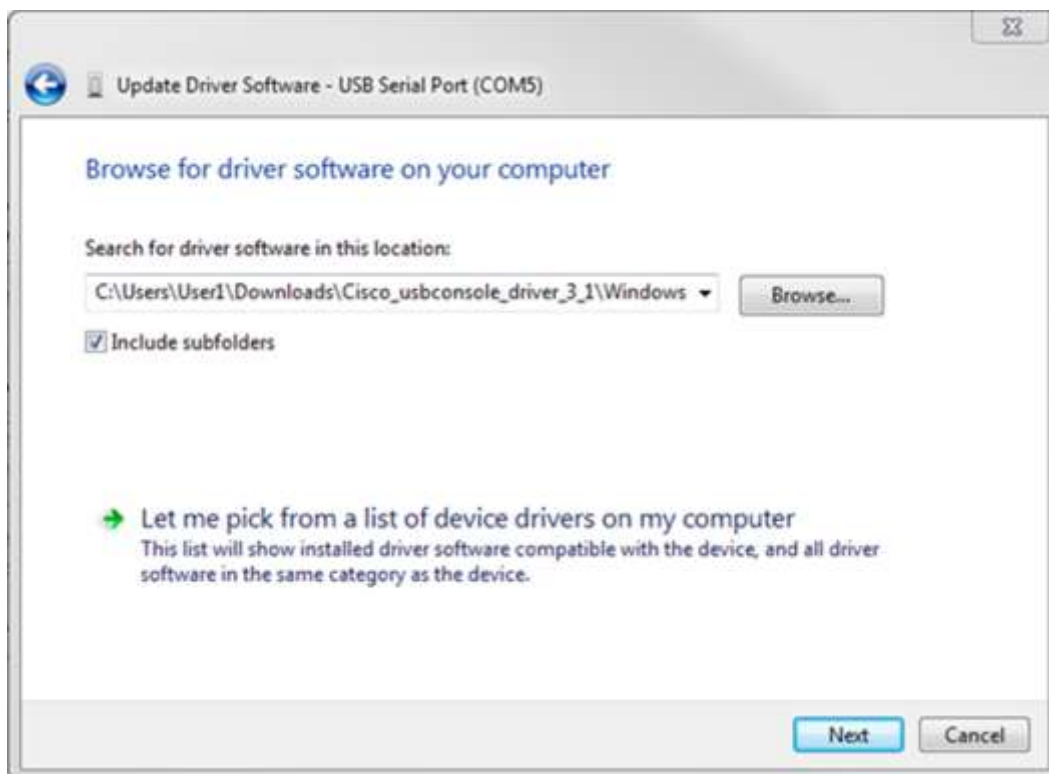 Update Driver Software - USB Serial Port (COM5)
Browse for driver software on your computer
Search for driver software in this location:
C:\Users\User1\Downloads\Cisco_usbconsole_driver_3_1\Windows
Browse...
Include subfolders
Let me pick from a list of device drivers on my computer
This list will show installed driver software compatible with the device, and all driver
software in the same category as the device.
Next
Cancel